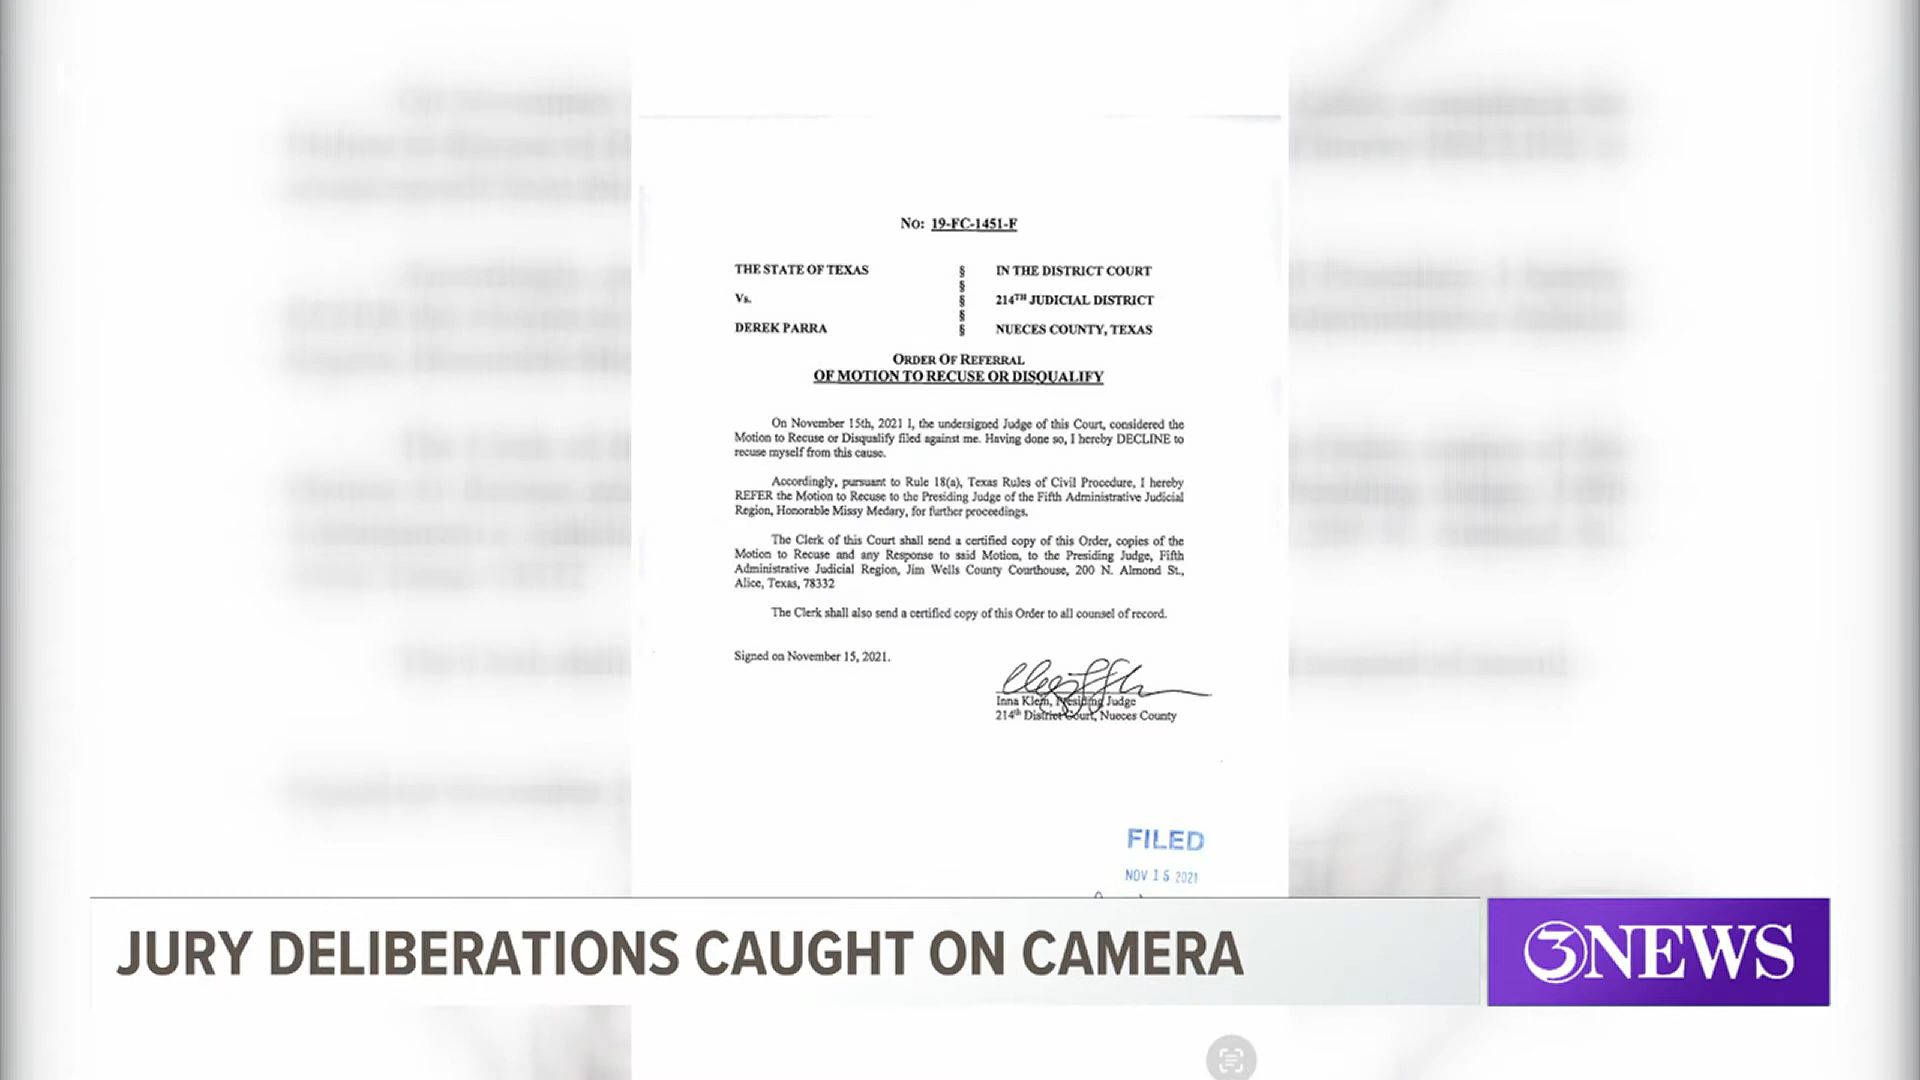 No: 19-FC-1451-F
THE STATE OF TEXAS § IN THE DISTRICT COURT
§
Vs. § 214TH JUDICIAL DISTRICT
§
DEREK PARRA § NUECES COUNTY, TEXAS
ORDER OF REFERRAL
OF MOTION TO RECUSE OR DISQUALIFY
On November 15th, 2021 I, the undersigned Judge of this Court, considered the
Motion to Recuse or Disqualify filed against me. Having done so, I hereby DECLINE to
recuse myself from this cause.
Accordingly, pursuant to Rule 18(a), Texas Rules of Civil Procedure, I hereby
REFER the Motion to Recuse to the Presiding Judge of the Fifth Administrative Judicial
Region, Honorable Missy Medary, for further proceedings.
The Clerk of this Court shall send a certified copy of this Order, copies of the
Motion to Recuse and any Response to said Motion, to the Presiding Judge, Fifth
Administrative Judicial Region, Jim Wells County Courthouse, 200 N. Almond St.,
Alice, Texas, 78332
The Clerk shall also send a certified copy of this Order to all counsel of record.
Signed on November 15, 2021.
Inna Klein, Presiding Judge
214th District Court, Nueces County
FILED
NOV 15 2021
JURY DELIBERATIONS CAUGHT ON CAMERA
3NEWS